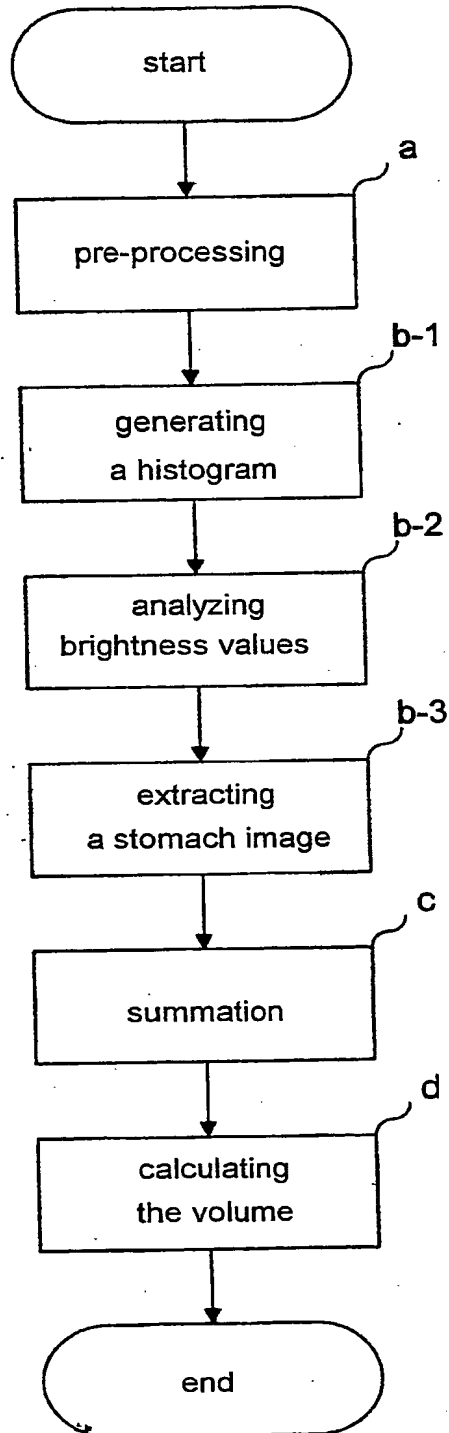 start
a
pre-processing
b-1
generating
a histogram
b-2
analyzing
brightness values
b-3
extracting
a stomach image
c
summation
d
calculating
the volume
end